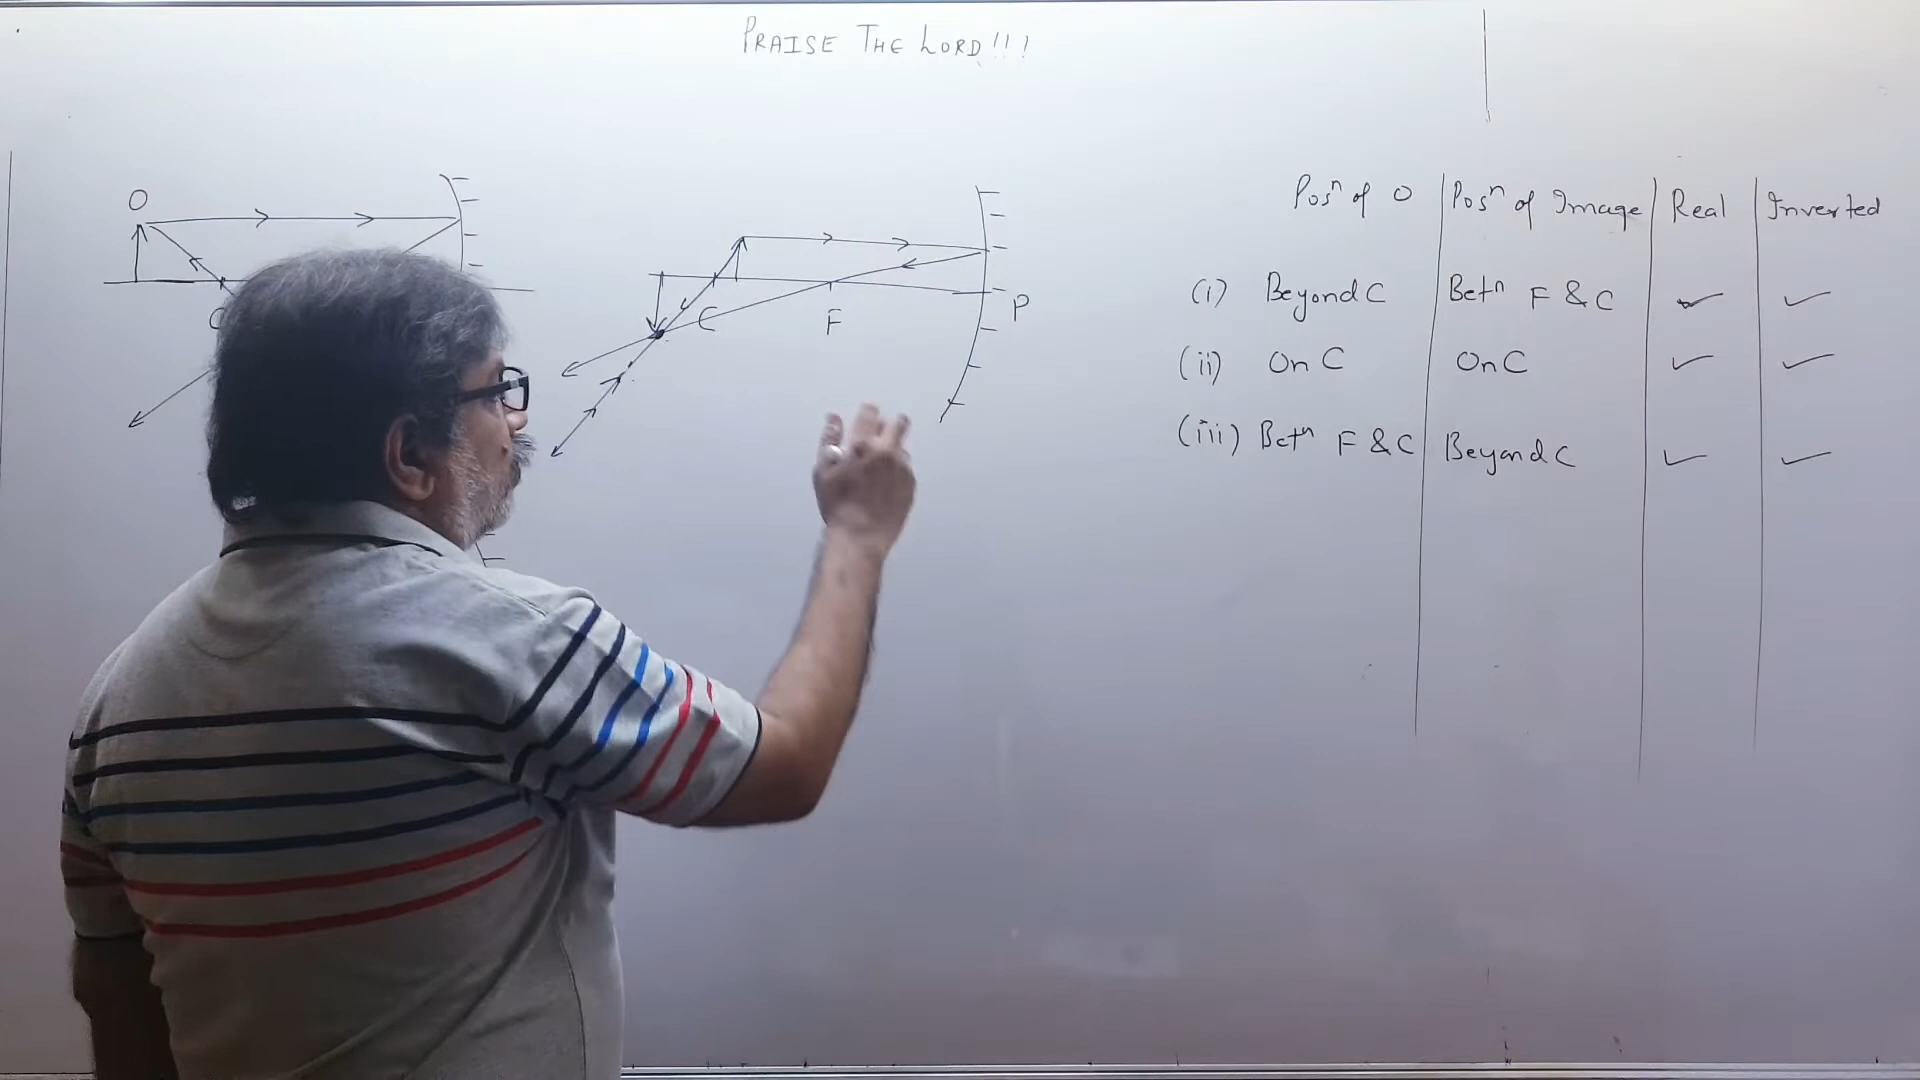 PRAISE THE LORD!!!
O
C
C
F
P
Posⁿ of O Posⁿ of Image Real Inverted
(i) Beyond C Betⁿ F & C ✓ ✓
(ii) On C On C ✓ ✓
(iii) Betⁿ F & C Beyond C ✓ ✓